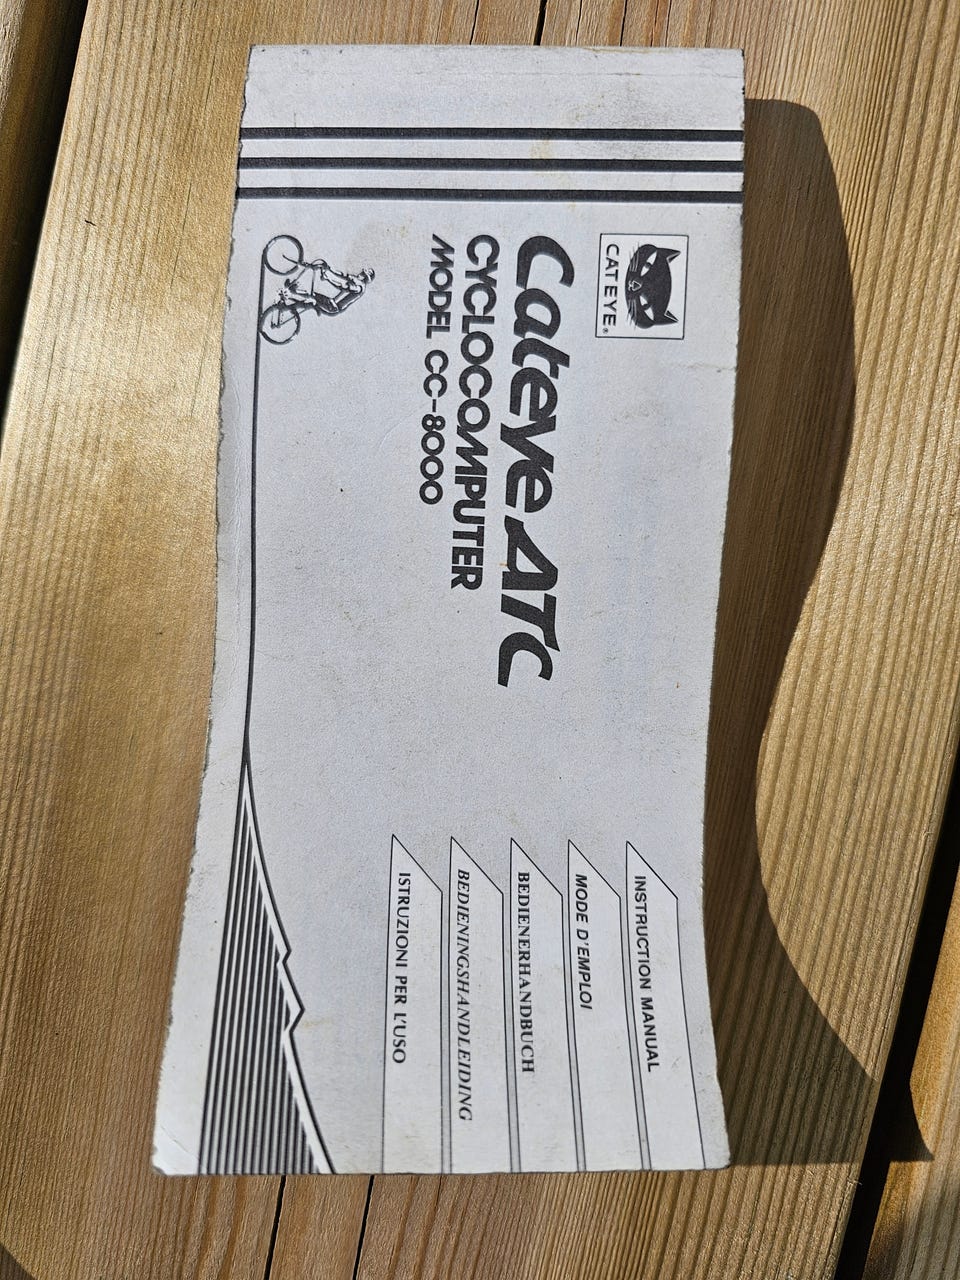 CAT EYE®
Cateye ATC
CYCLOCOMPUTER
MODEL CC-8000
INSTRUCTION MANUAL
MODE D'EMPLOI
BEDIENERHANDBUCH
BEDIENINGSHANDLEIDING
ISTRUZIONI PER L'USO